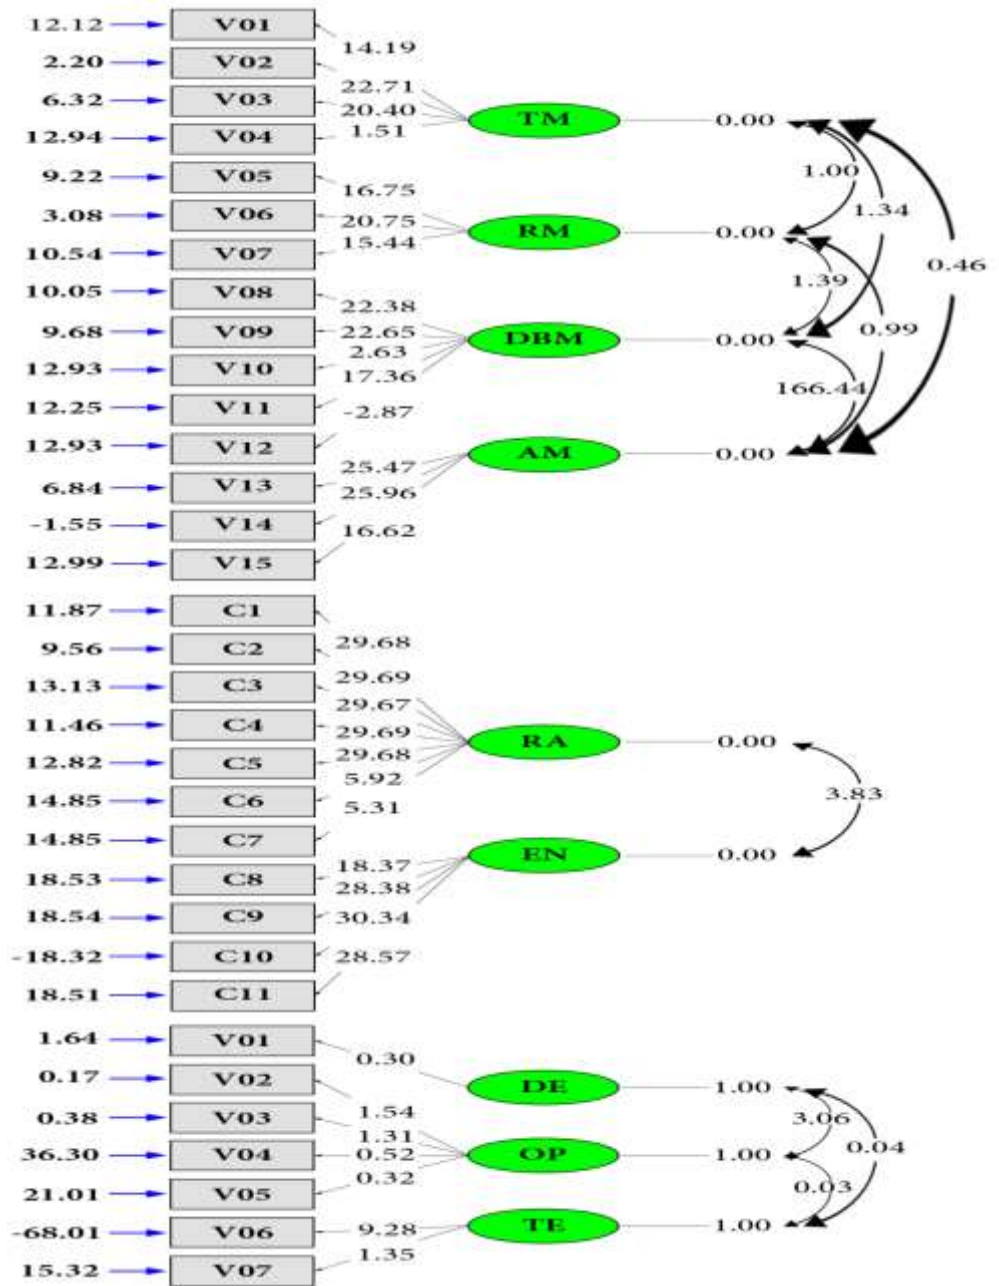 12.12 V01
14.19
2.20 V02
22.71
6.32 V03
20.40
TM 0.00
12.94 V04
1.51
1.00
9.22 V05
16.75
1.34
3.08 V06
20.75
RM 0.00
15.44
10.54 V07
0.46
1.39
10.05 V08
22.38
9.68 V09
22.65
DBM 0.00
0.99
2.63
12.93 V10
17.36
166.44
12.25 V11
-2.87
12.93 V12
AM 0.00
25.47
6.84 V13
25.96
-1.55 V14
16.62
12.99 V15
11.87 C1
29.68
9.56 C2
29.69
13.13 C3
29.67
11.46 C4
29.69
RA 0.00
29.68
12.82 C5
5.92
3.83
14.85 C6
5.31
14.85 C7
EN 0.00
18.37
18.53 C8
28.38
18.54 C9
30.34
-18.32 C10
28.57
18.51 C11
1.64 V01
0.30
0.17 V02
DE 1.00
1.54
3.06
0.38 V03
1.31
0.04
36.30 V04
0.52
OP 1.00
0.32
21.01 V05
0.03
-68.01 V06
9.28
TE 1.00
1.35
15.32 V07